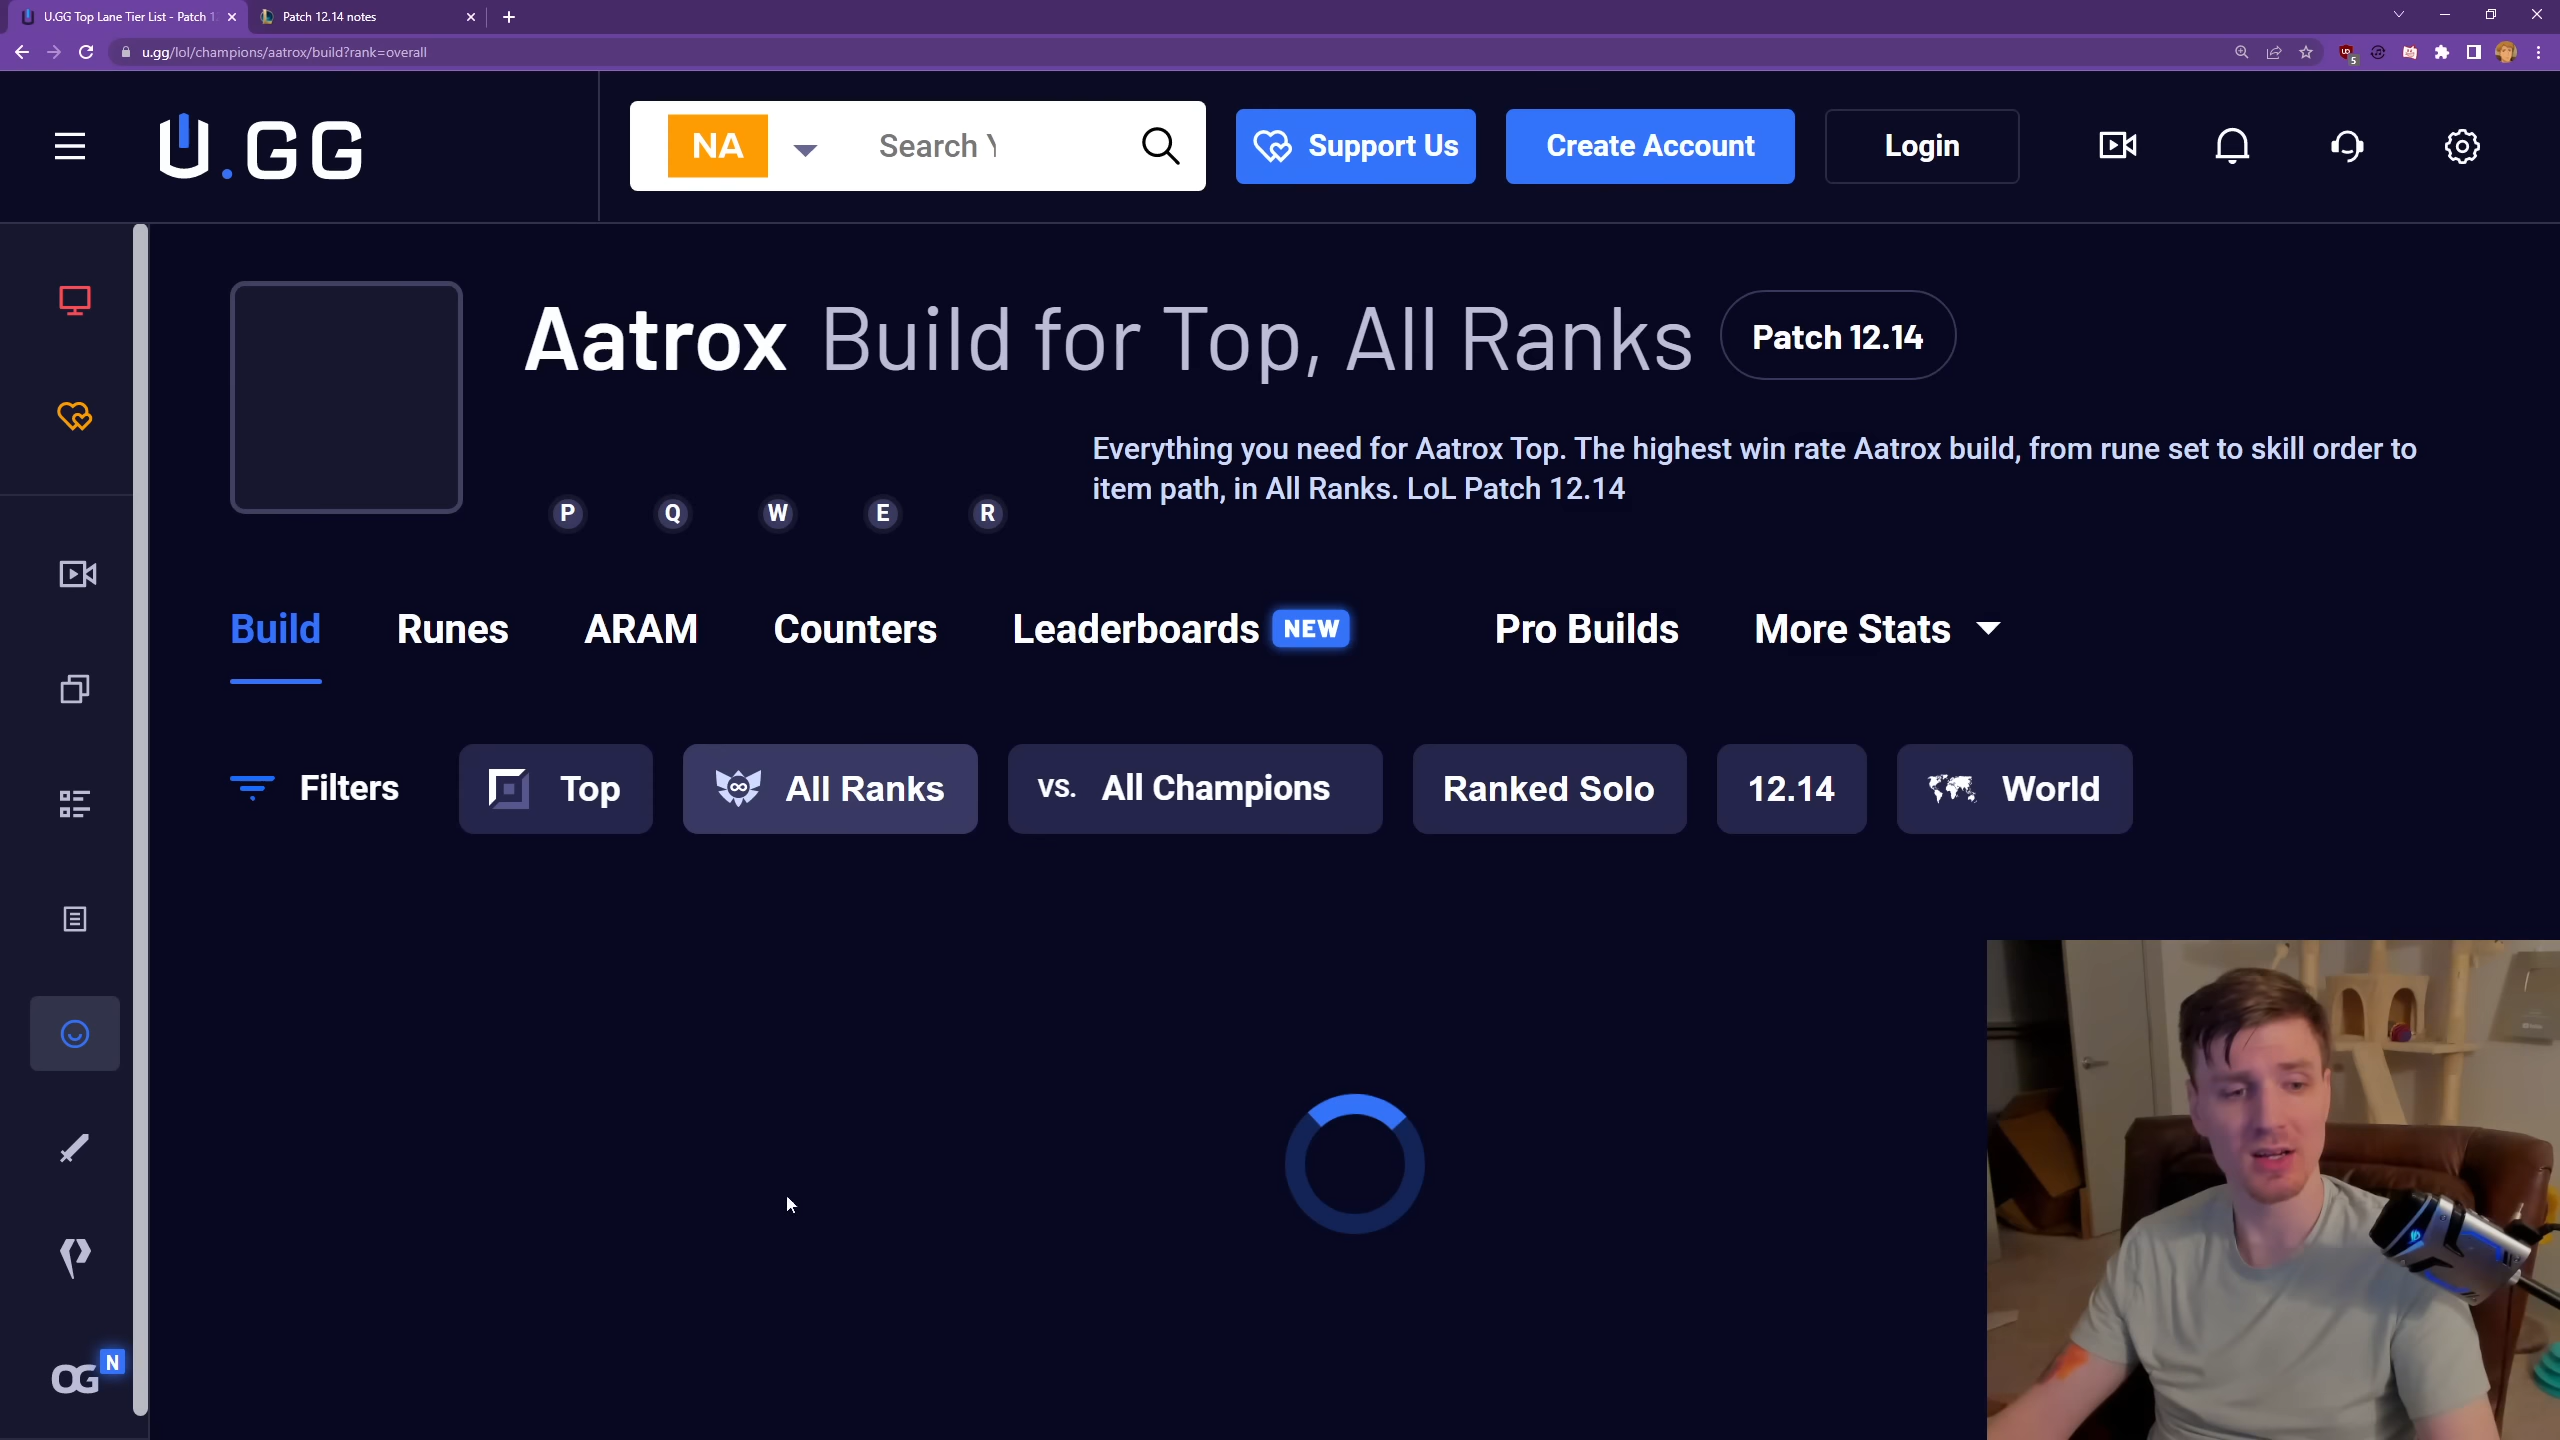 U.GG Top Lane Tier List - Patch 1
Patch 12.14 notes
u.gg/lol/champions/aatrox/build?rank=overall
5
U.GG
NA
Search Y
Support Us
Create Account
Login
Aatrox Build for Top, All Ranks
Patch 12.14
Everything you need for Aatrox Top. The highest win rate Aatrox build, from rune set to skill order to
item path, in All Ranks. LoL Patch 12.14
P Q W E R
Build Runes ARAM Counters Leaderboards NEW Pro Builds More Stats
Filters Top All Ranks vs. All Champions Ranked Solo 12.14 World
OG N